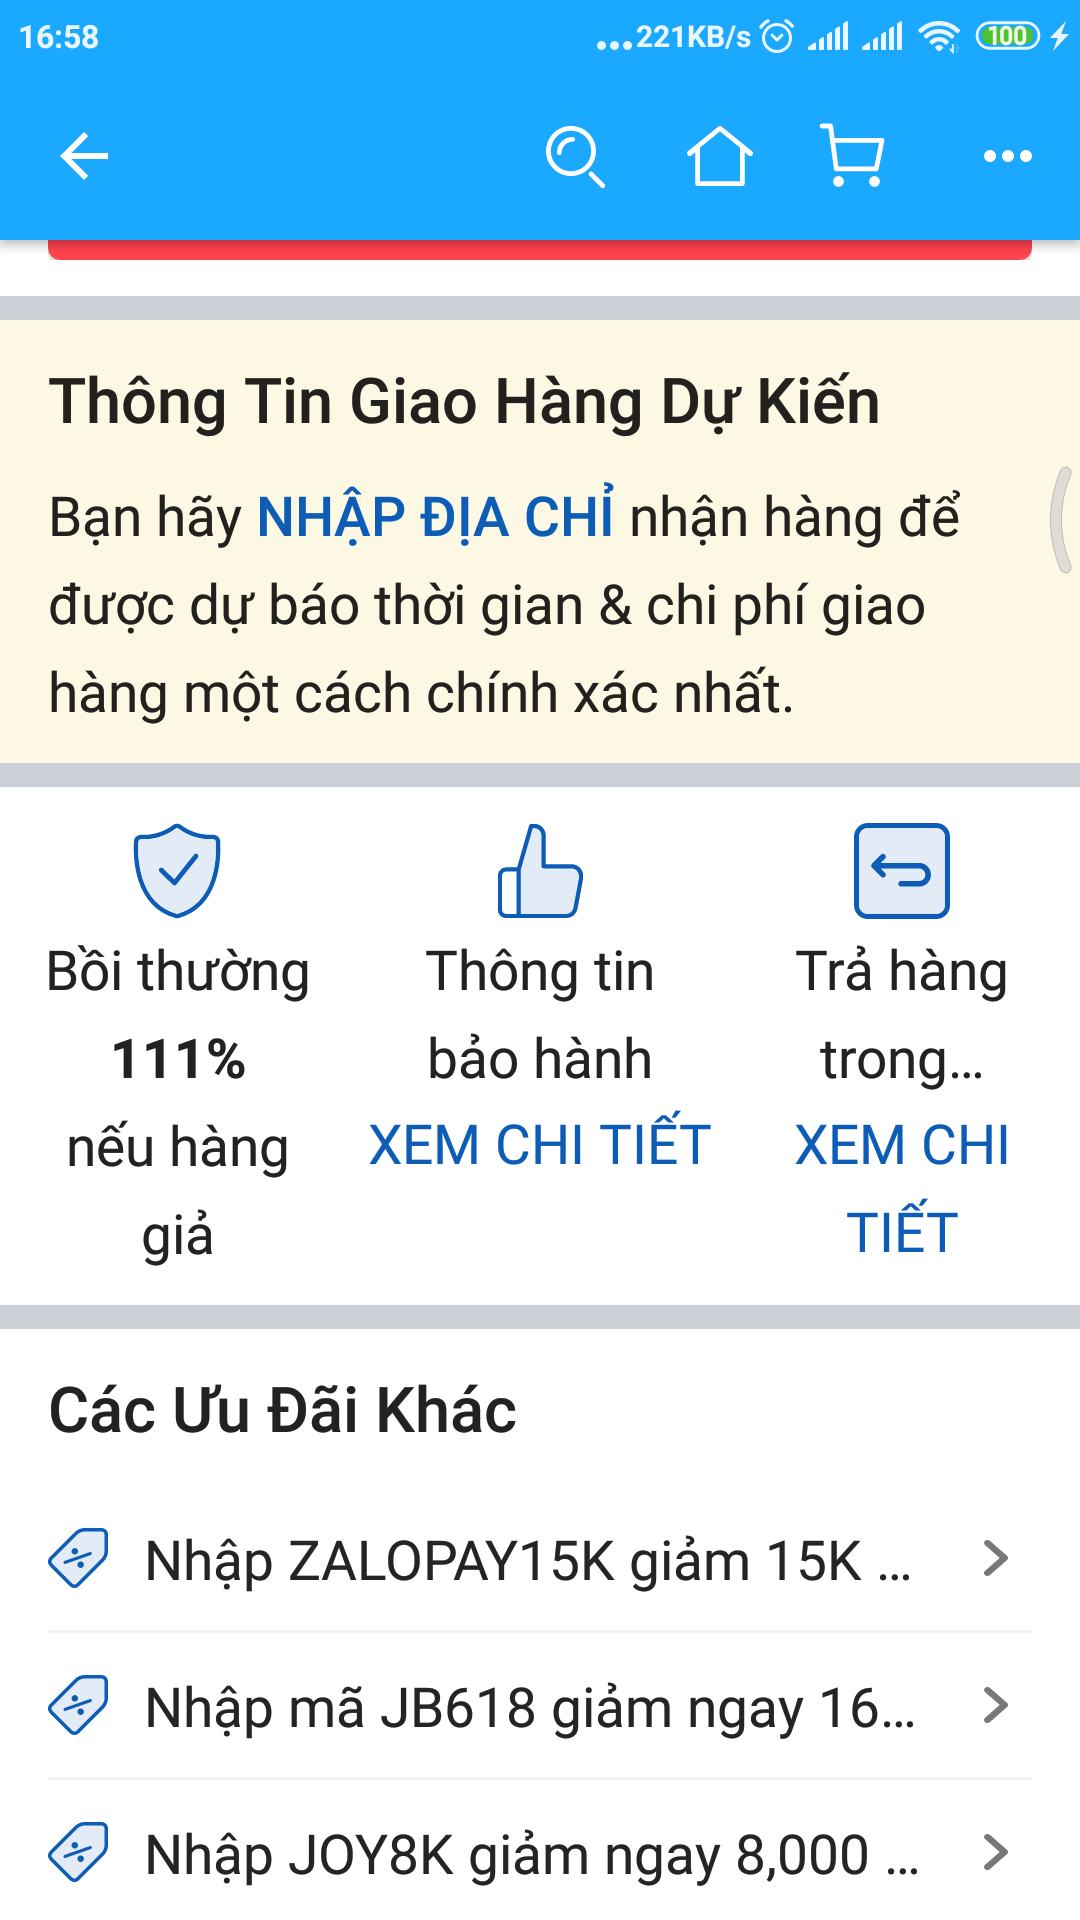 16:58
...221KB/s
100
Thông Tin Giao Hàng Dự Kiến
Bạn hãy NHẬP ĐỊA CHỈ nhận hàng để
được dự báo thời gian & chi phí giao
hàng một cách chính xác nhất.
Bồi thường
111%
nếu hàng
giả
Thông tin
bảo hành
XEM CHI TIẾT
Trả hàng
trong...
XEM CHI
TIẾT
Các Ưu Đãi Khác
Nhập ZALOPAY15K giảm 15K ...
Nhập mã JB618 giảm ngay 16...
Nhập JOY8K giảm ngay 8,000 ...